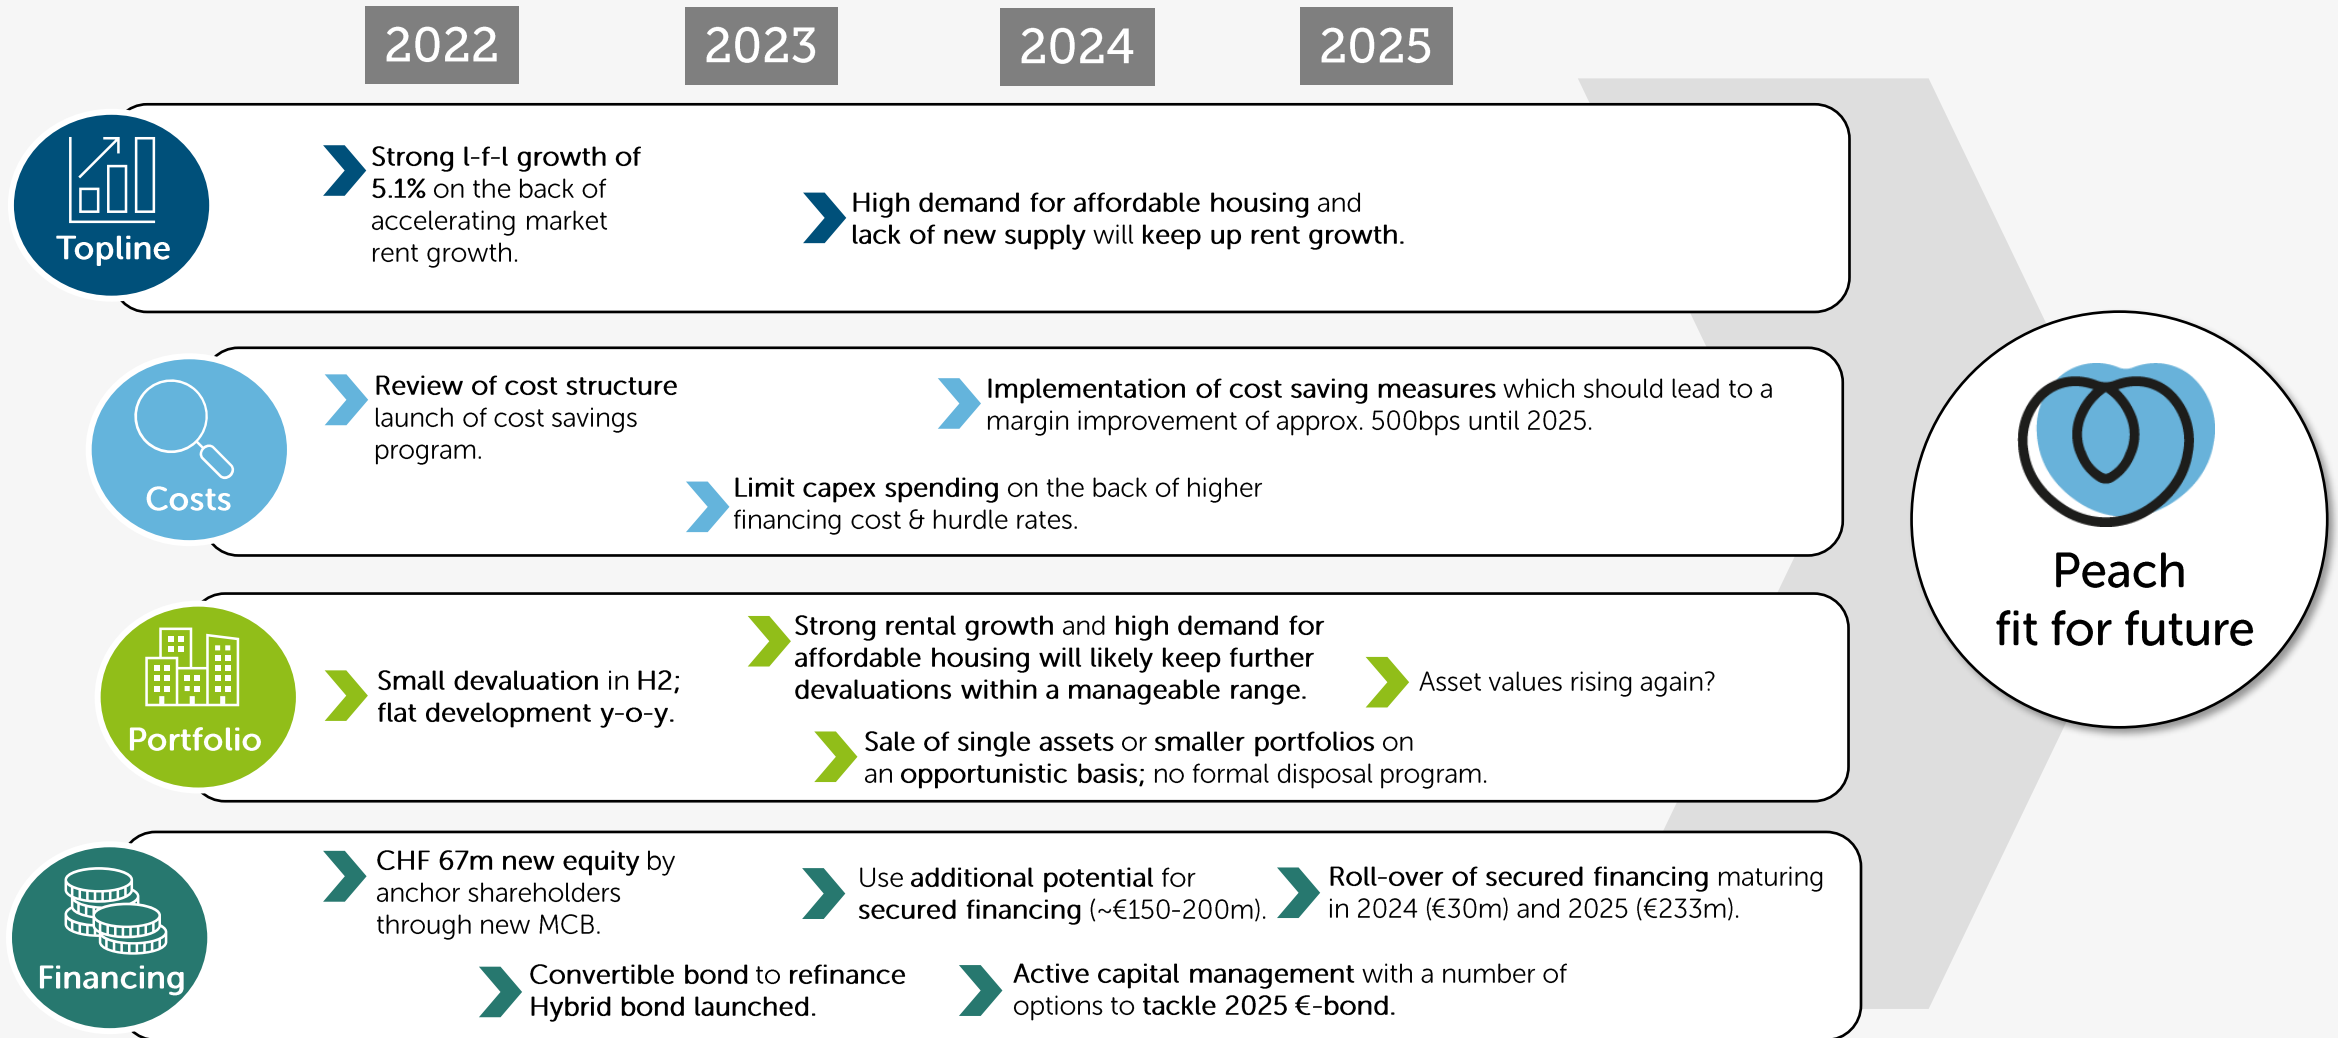 2022
2023
2024
2025
Topline
Strong l-f-l growth of
5.1% on the back of
accelerating market
rent growth.
High demand for affordable housing and
lack of new supply will keep up rent growth.
Costs
Review of cost structure
launch of cost savings
program.
Implementation of cost saving measures which should lead to a
margin improvement of approx. 500bps until 2025.
Limit capex spending on the back of higher
financing cost & hurdle rates.
Portfolio
Small devaluation in H2;
flat development y-o-y.
Strong rental growth and high demand for
affordable housing will likely keep further
devaluations within a manageable range.
Asset values rising again?
Sale of single assets or smaller portfolios on
an opportunistic basis; no formal disposal program.
Financing
CHF 67m new equity by
anchor shareholders
through new MCB.
Use additional potential for
secured financing (~€150-200m).
Roll-over of secured financing maturing
in 2024 (€30m) and 2025 (€233m).
Convertible bond to refinance
Hybrid bond launched.
Active capital management with a number of
options to tackle 2025 €-bond.
Peach
fit for future